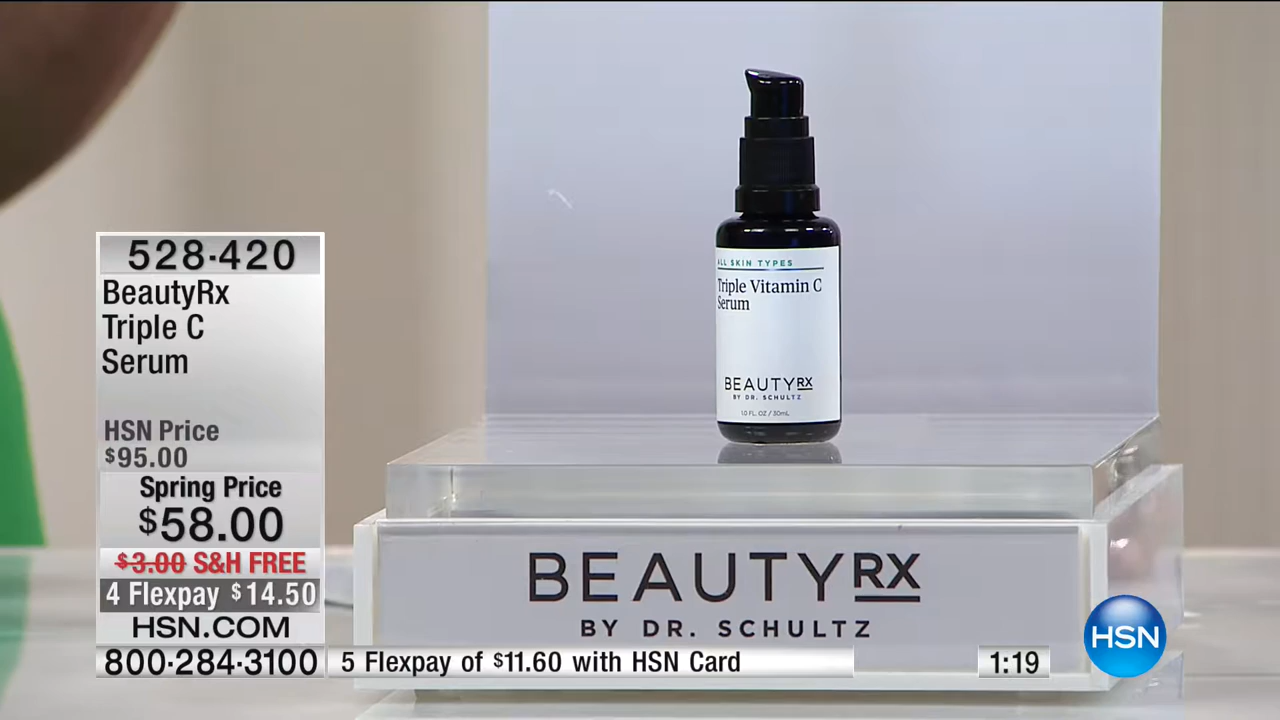 528-420
BeautyRx
Triple C
Serum
HSN Price
$95.00
Spring Price
$58.00
$3.00 S&H FREE
4 Flexpay $14.50
HSN.COM
800-284-3100
5 Flexpay of $11.60 with HSN Card
1:19
HSN
ALL SKIN TYPES
Triple Vitamin C
Serum
BEAUTYRX
BY DR. SCHULTZ
1.0 FL. OZ / 30mL
BEAUTYRX
BY DR. SCHULTZ